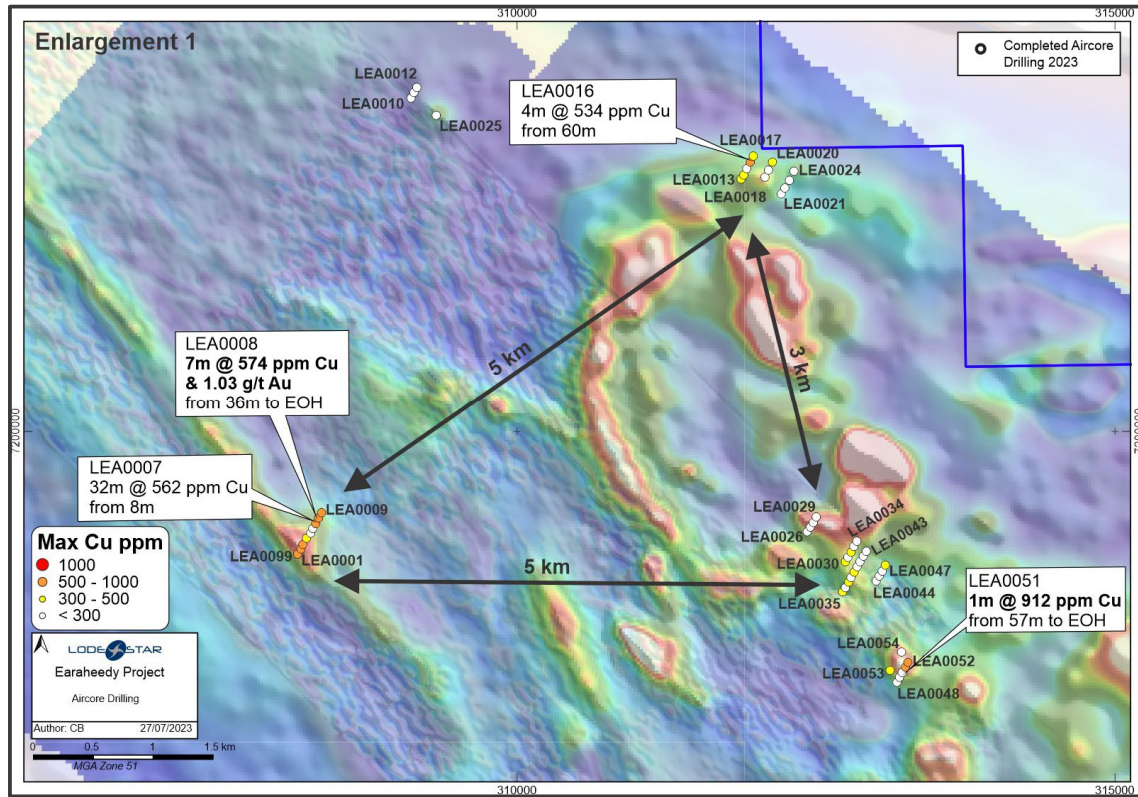 310000
315000
Enlargement 1
Completed Aircore
Drilling 2023
LEA0012
LEA0010
LEA0025
LEA0016
4m @ 534 ppm Cu
from 60m
LEA0017
LEA0020
LEA0024
LEA0013
LEA0018
LEA0021
5 km
3 km
LEA0008
7m @ 574 ppm Cu
& 1.03 g/t Au
from 36m to EOH
7200000
7200000
LEA0007
32m @ 562 ppm Cu
from 8m
LEA0009
LEA0099
LEA0001
LEA0029
LEA0026
LEA0034
LEA0043
LEA0030
LEA0047
LEA0035
LEA0044
5 km
LEA0051
1m @ 912 ppm Cu
from 57m to EOH
LEA0054
LEA0052
LEA0053
LEA0048
Max Cu ppm
1000
500 - 1000
300 - 500
< 300
LODE STAR
Earaheedy Project
Aircore Drilling
Author: CB 27/07/2023
0 0.5 1 1.5 km
MGA Zone 51
310000
315000